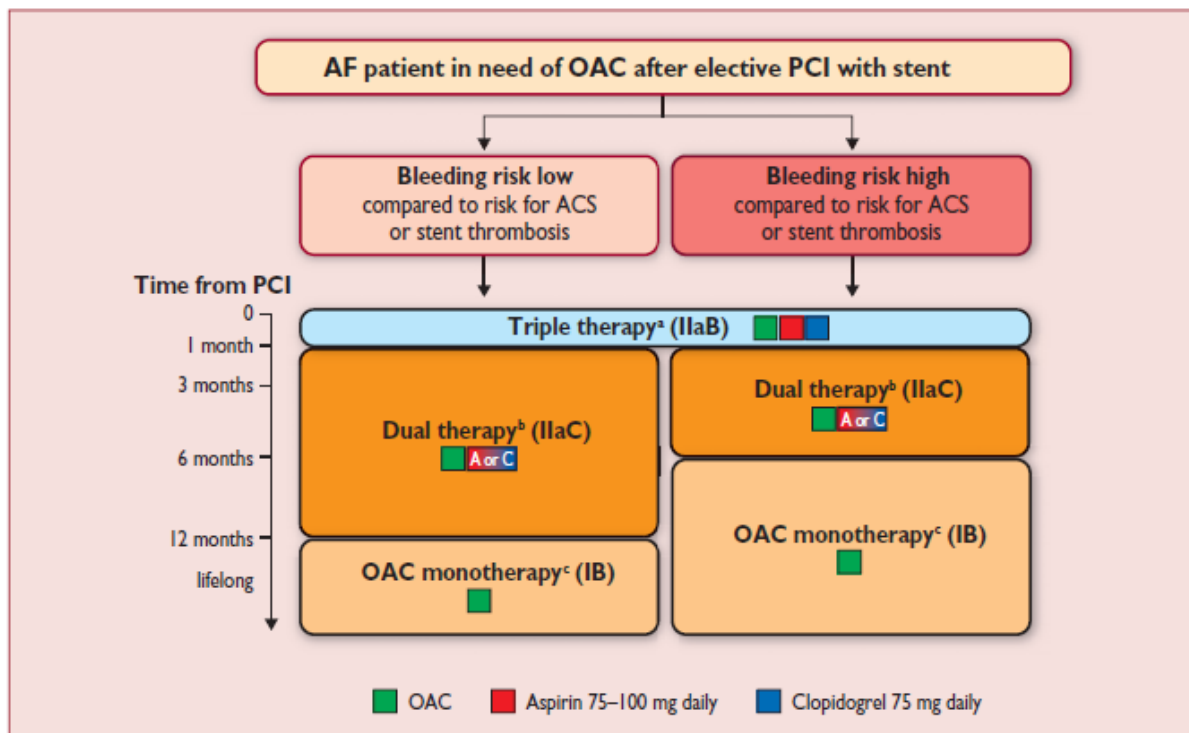 AF patient in need of OAC after elective PCI with stent
Bleeding risk low
compared to risk for ACS
or stent thrombosis
Bleeding risk high
compared to risk for ACS
or stent thrombosis
Time from PCI
0
1 month
3 months
6 months
12 months
lifelong
Triple therapyᵃ (IIaB)
Dual therapyᵇ (IIaC)
A or C
OAC monotherapyᶜ (IB)
Dual therapyᵇ (IIaC)
A or C
OAC monotherapyᶜ (IB)
OAC
Aspirin 75–100 mg daily
Clopidogrel 75 mg daily